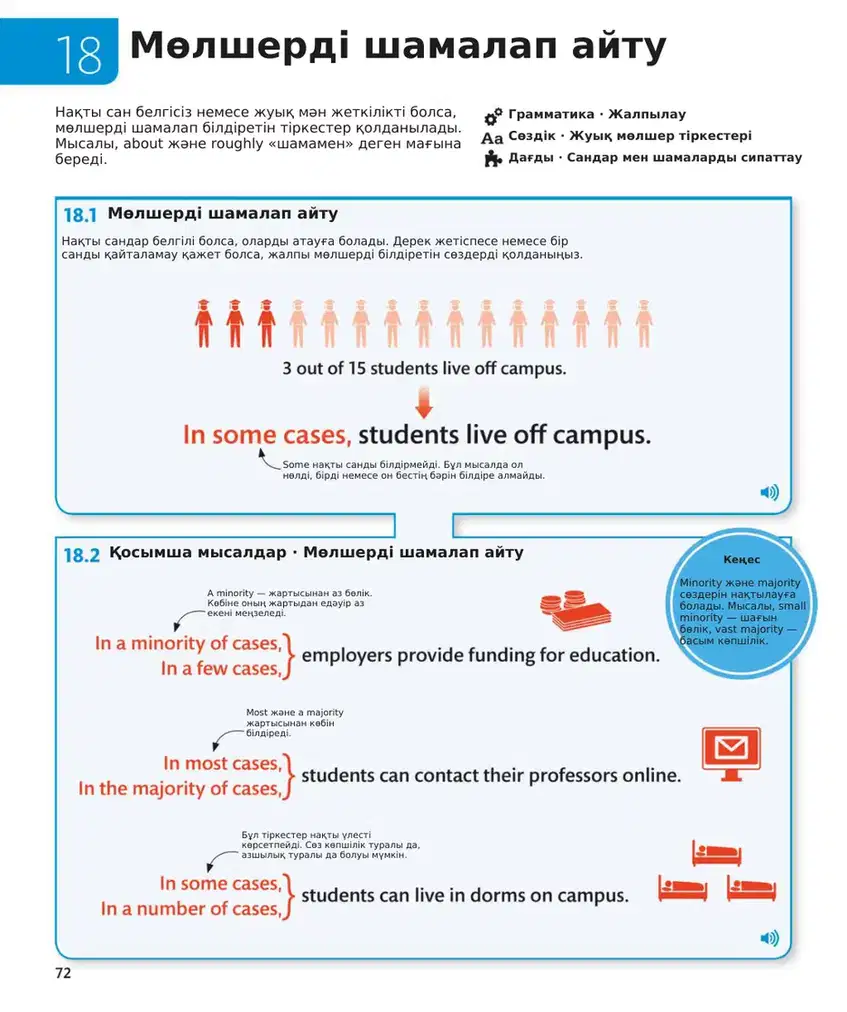 18 Мөлшерді шамалап айту
Нақты сан белгісіз немесе жуық мән жеткілікті болса,
мөлшерді шамалап білдіретін тіркестер қолданылады.
Мысалы, about және roughly «шамамен» деген мағына
береді.
Грамматика · Жалпылау
Aa Сөздік · Жуық мөлшер тіркестері
Дағды · Сандар мен шамаларды сипаттау
18.1 Мөлшерді шамалап айту
Нақты сандар белгілі болса, оларды атауға болады. Дерек жетіспесе немесе бір
санды қайталамау қажет болса, жалпы мөлшерді білдіретін сөздерді қолданыңыз.
3 out of 15 students live off campus.
In some cases, students live off campus.
Some нақты санды білдірмейді. Бұл мысалда ол
нөлді, бірді немесе он бестің бәрін білдіре алмайды.
18.2 Қосымша мысалдар · Мөлшерді шамалап айту
Кеңес
Minority және majority
сөздерін нақтылауға
болады. Мысалы, small
minority — шағын
бөлік, vast majority —
басым көпшілік.
A minority — жартысынан аз бөлік.
Көбіне оның жартыдан едәуір аз
екені меңзеледі.
In a minority of cases,
In a few cases,
employers provide funding for education.
Most және a majority
жартысынан көбін
білдіреді.
In most cases,
In the majority of cases,
students can contact their professors online.
Бұл тіркестер нақты үлесті
көрсетпейді. Сөз көпшілік туралы да,
азшылық туралы да болуы мүмкін.
In some cases,
In a number of cases,
students can live in dorms on campus.
72